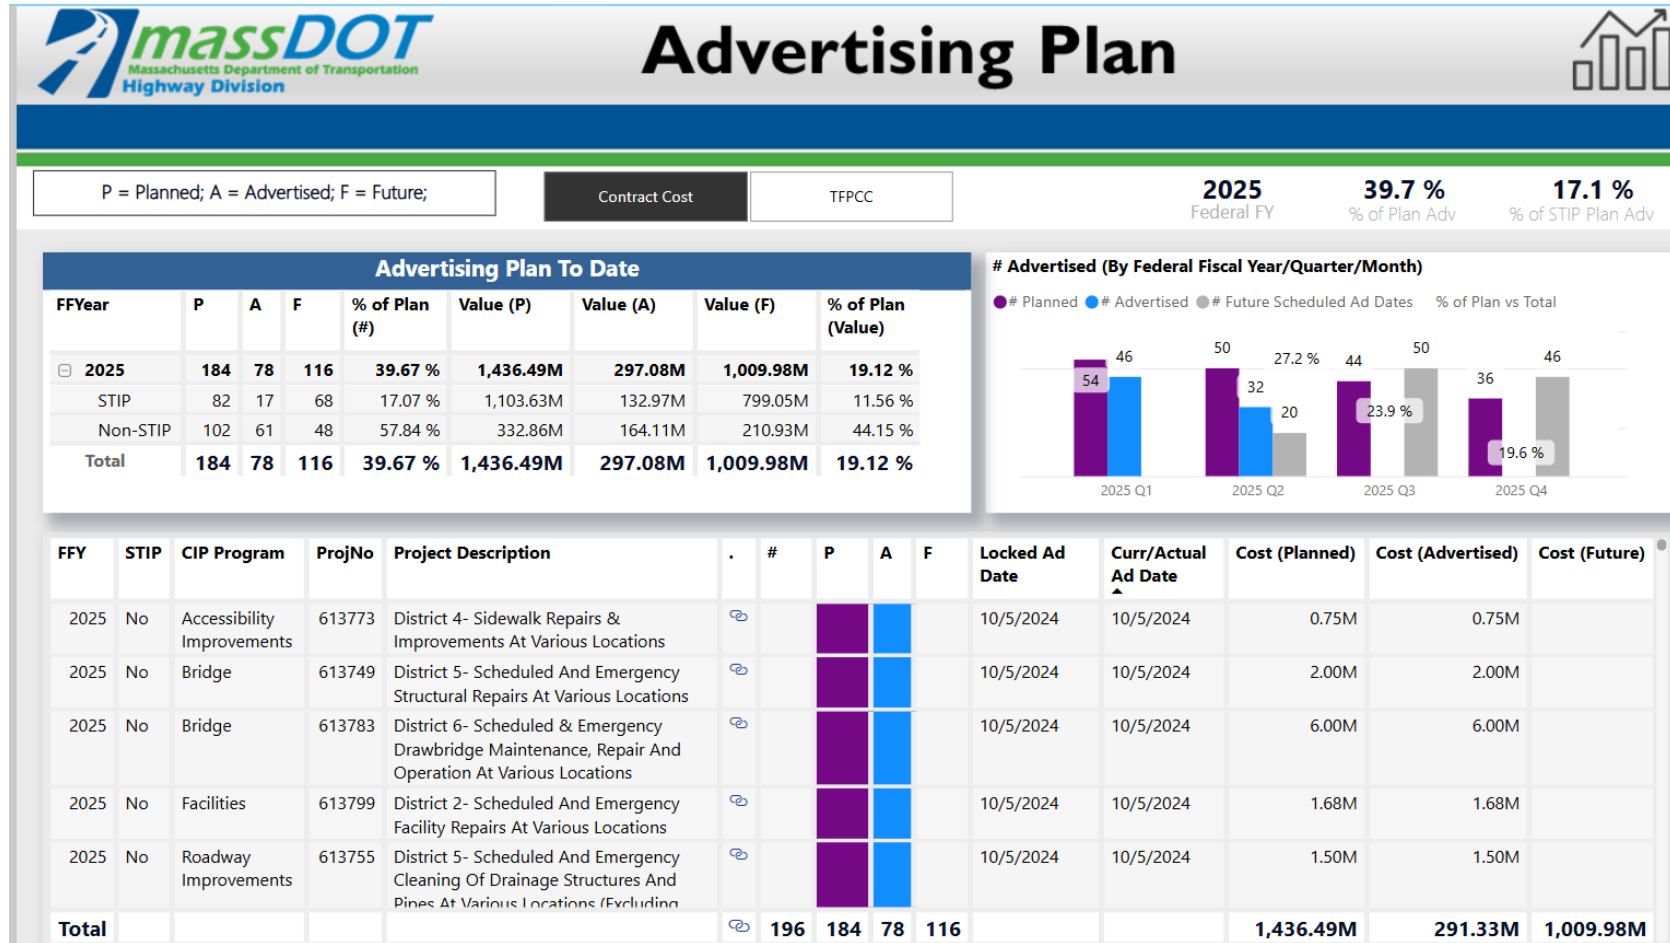 massDOT
Massachusetts Department of Transportation
Highway Division
Advertising Plan
P = Planned; A = Advertised; F = Future;
Contract Cost
TFPCC
2025
Federal FY
39.7 %
% of Plan Adv
17.1 %
% of STIP Plan Adv
Advertising Plan To Date
FFYear P A F % of Plan (#) Value (P) Value (A) Value (F) % of Plan (Value)
2025 184 78 116 39.67 % 1,436.49M 297.08M 1,009.98M 19.12 %
STIP 82 17 68 17.07 % 1,103.63M 132.97M 799.05M 11.56 %
Non-STIP 102 61 48 57.84 % 332.86M 164.11M 210.93M 44.15 %
Total 184 78 116 39.67 % 1,436.49M 297.08M 1,009.98M 19.12 %
# Advertised (By Federal Fiscal Year/Quarter/Month)
# Planned # Advertised # Future Scheduled Ad Dates % of Plan vs Total
54 46 50 32 27.2 % 20 44 23.9 % 50 36 19.6 % 46
2025 Q1 2025 Q2 2025 Q3 2025 Q4
FFY STIP CIP Program ProjNo Project Description . # P A F Locked Ad Date Curr/Actual Ad Date Cost (Planned) Cost (Advertised) Cost (Future)
2025 No Accessibility 613773 District 4- Sidewalk Repairs & 10/5/2024 10/5/2024 0.75M 0.75M
Improvements Improvements At Various Locations
2025 No Bridge 613749 District 5- Scheduled And Emergency 10/5/2024 10/5/2024 2.00M 2.00M
Structural Repairs At Various Locations
2025 No Bridge 613783 District 6- Scheduled & Emergency 10/5/2024 10/5/2024 6.00M 6.00M
Drawbridge Maintenance, Repair And
Operation At Various Locations
2025 No Facilities 613799 District 2- Scheduled And Emergency 10/5/2024 10/5/2024 1.68M 1.68M
Facility Repairs At Various Locations
2025 No Roadway 613755 District 5- Scheduled And Emergency 10/5/2024 10/5/2024 1.50M 1.50M
Improvements Cleaning Of Drainage Structures And
Pipes At Various Locations (Excluding
Total 196 184 78 116 1,436.49M 291.33M 1,009.98M